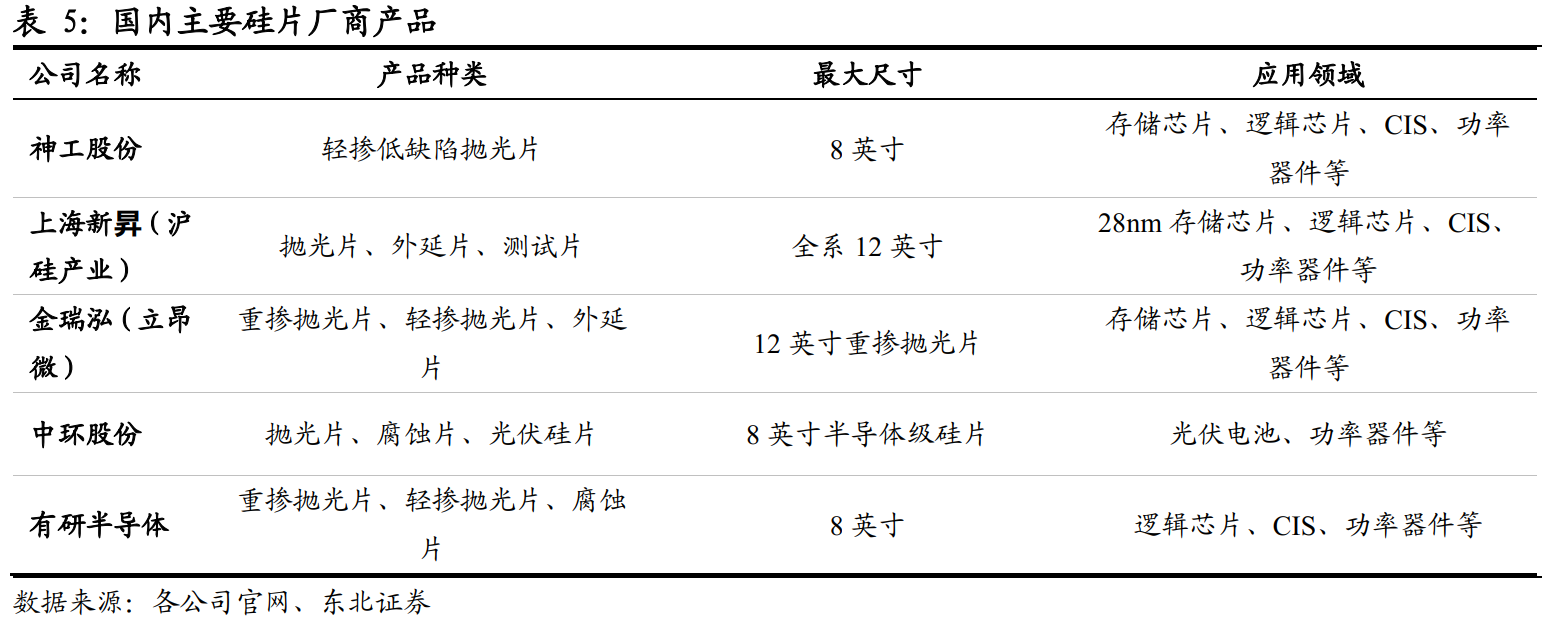 表 5：国内主要硅片厂商产品
公司名称 产品种类 最大尺寸 应用领域
神工股份 轻掺低缺陷抛光片 8 英寸 存储芯片、逻辑芯片、CIS、功率
器件等
上海新昇（沪
硅产业） 抛光片、外延片、测试片 全系 12 英寸 28nm 存储芯片、逻辑芯片、CIS、
功率器件等
金瑞泓（立昂
微） 重掺抛光片、轻掺抛光片、外延
片 12 英寸重掺抛光片 存储芯片、逻辑芯片、CIS、功率
器件等
中环股份 抛光片、腐蚀片、光伏硅片 8 英寸半导体级硅片 光伏电池、功率器件等
有研半导体 重掺抛光片、轻掺抛光片、腐蚀
片 8 英寸 逻辑芯片、CIS、功率器件等
数据来源：各公司官网、东北证券